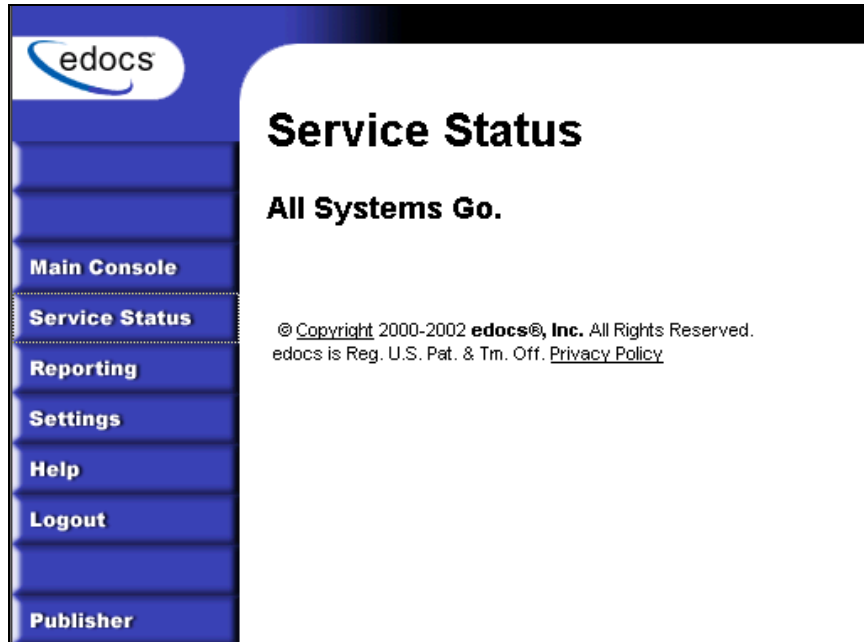 edocs
Service Status
All Systems Go.
Main Console
Service Status
Reporting
Settings
Help
Logout
Publisher
© Copyright 2000-2002 edocs®, Inc. All Rights Reserved.
edocs is Reg. U.S. Pat. & Tm. Off. Privacy Policy